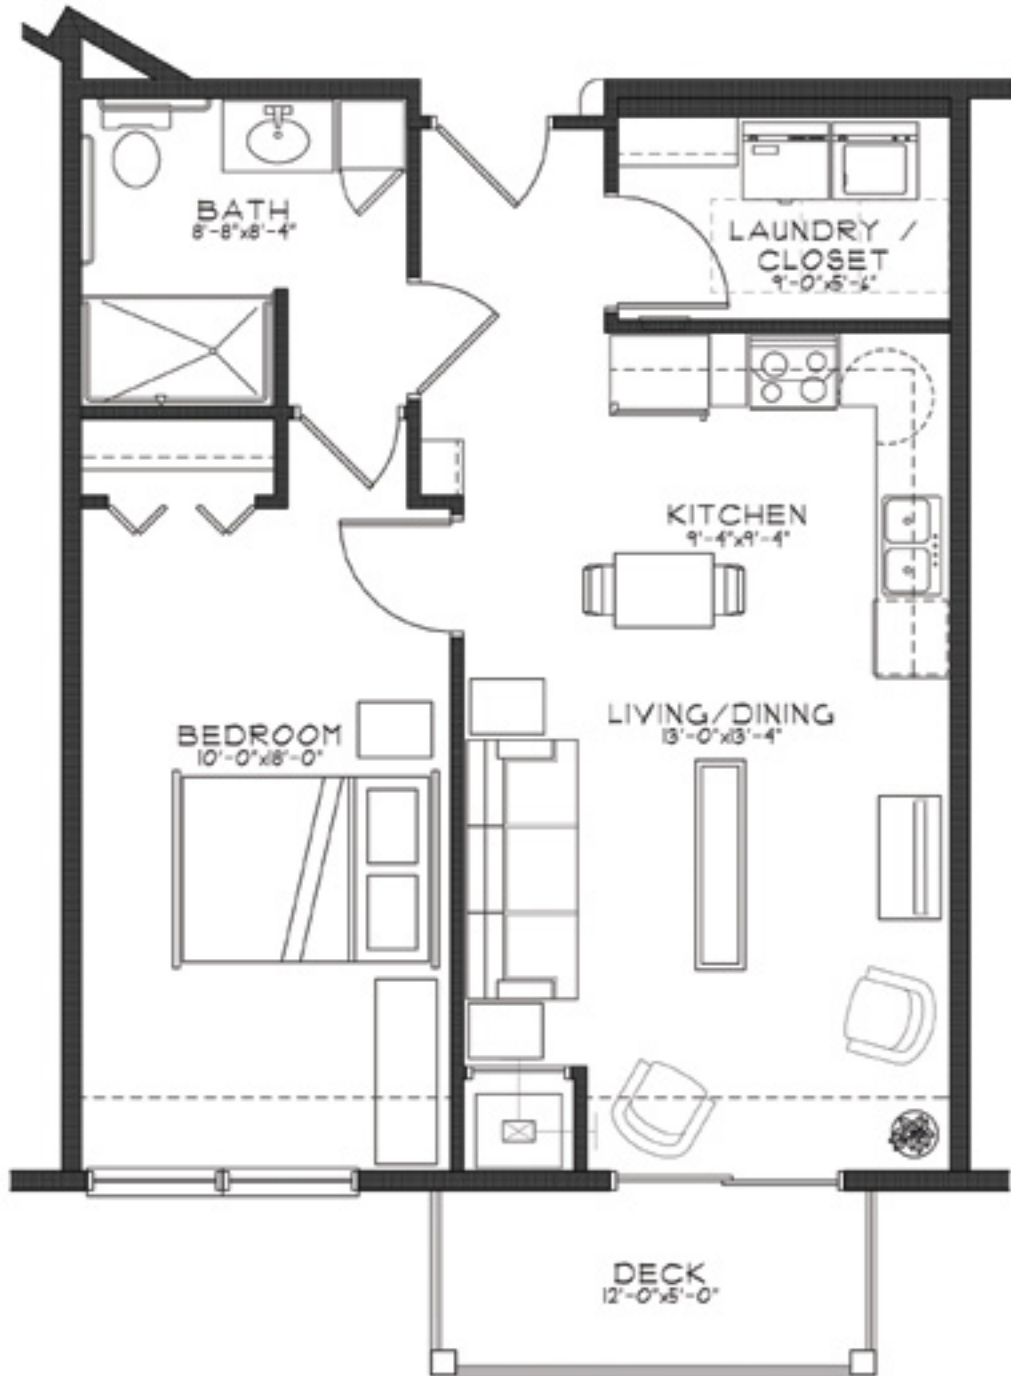 BATH
8'-8"x8'-4"
LAUNDRY /
CLOSET
9'-0"x5'-6"
KITCHEN
9'-4"x9'-4"
LIVING/DINING
13'-0"x13'-4"
BEDROOM
10'-0"x18'-0"
DECK
12'-0"x5'-0"